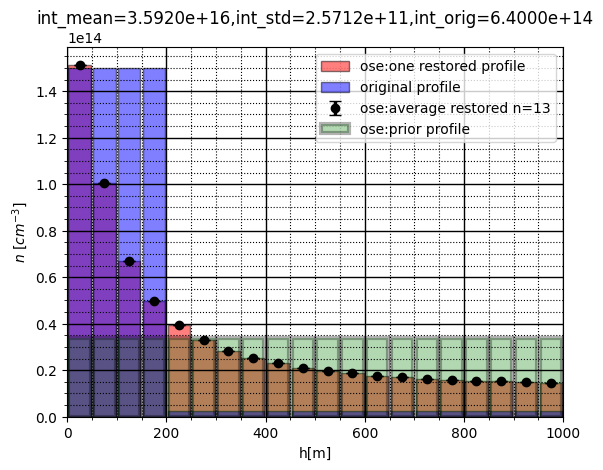 int_mean=3.5920e+16,int_std=2.5712e+11,int_orig=6.4000e+14
1e14
ose:one restored profile
original profile
ose:average restored n=13
ose:prior profile
1.4
1.2
1.0
0.8
0.6
0.4
0.2
0.0
n [cm⁻³]
0 200 400 600 800 1000
h[m]